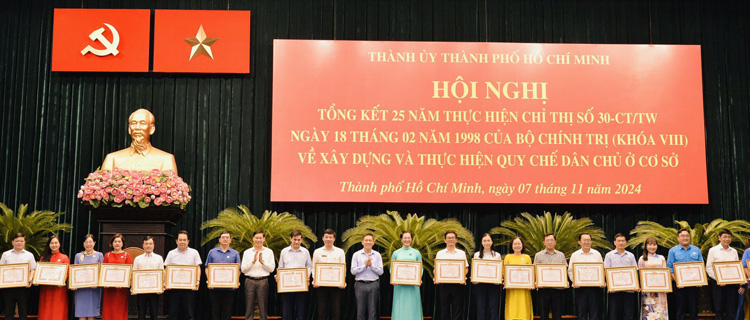 THÀNH ỦY THÀNH PHỐ HỒ CHÍ MINH
HỘI NGHỊ
TỔNG KẾT 25 NĂM THỰC HIỆN CHỈ THỊ SỐ 30-CT/TW
NGÀY 18 THÁNG 02 NĂM 1998 CỦA BỘ CHÍNH TRỊ (KHÓA VIII)
VỀ XÂY DỰNG VÀ THỰC HIỆN QUY CHẾ DÂN CHỦ Ở CƠ SỞ
Thành phố Hồ Chí Minh, ngày 07 tháng 11 năm 2024